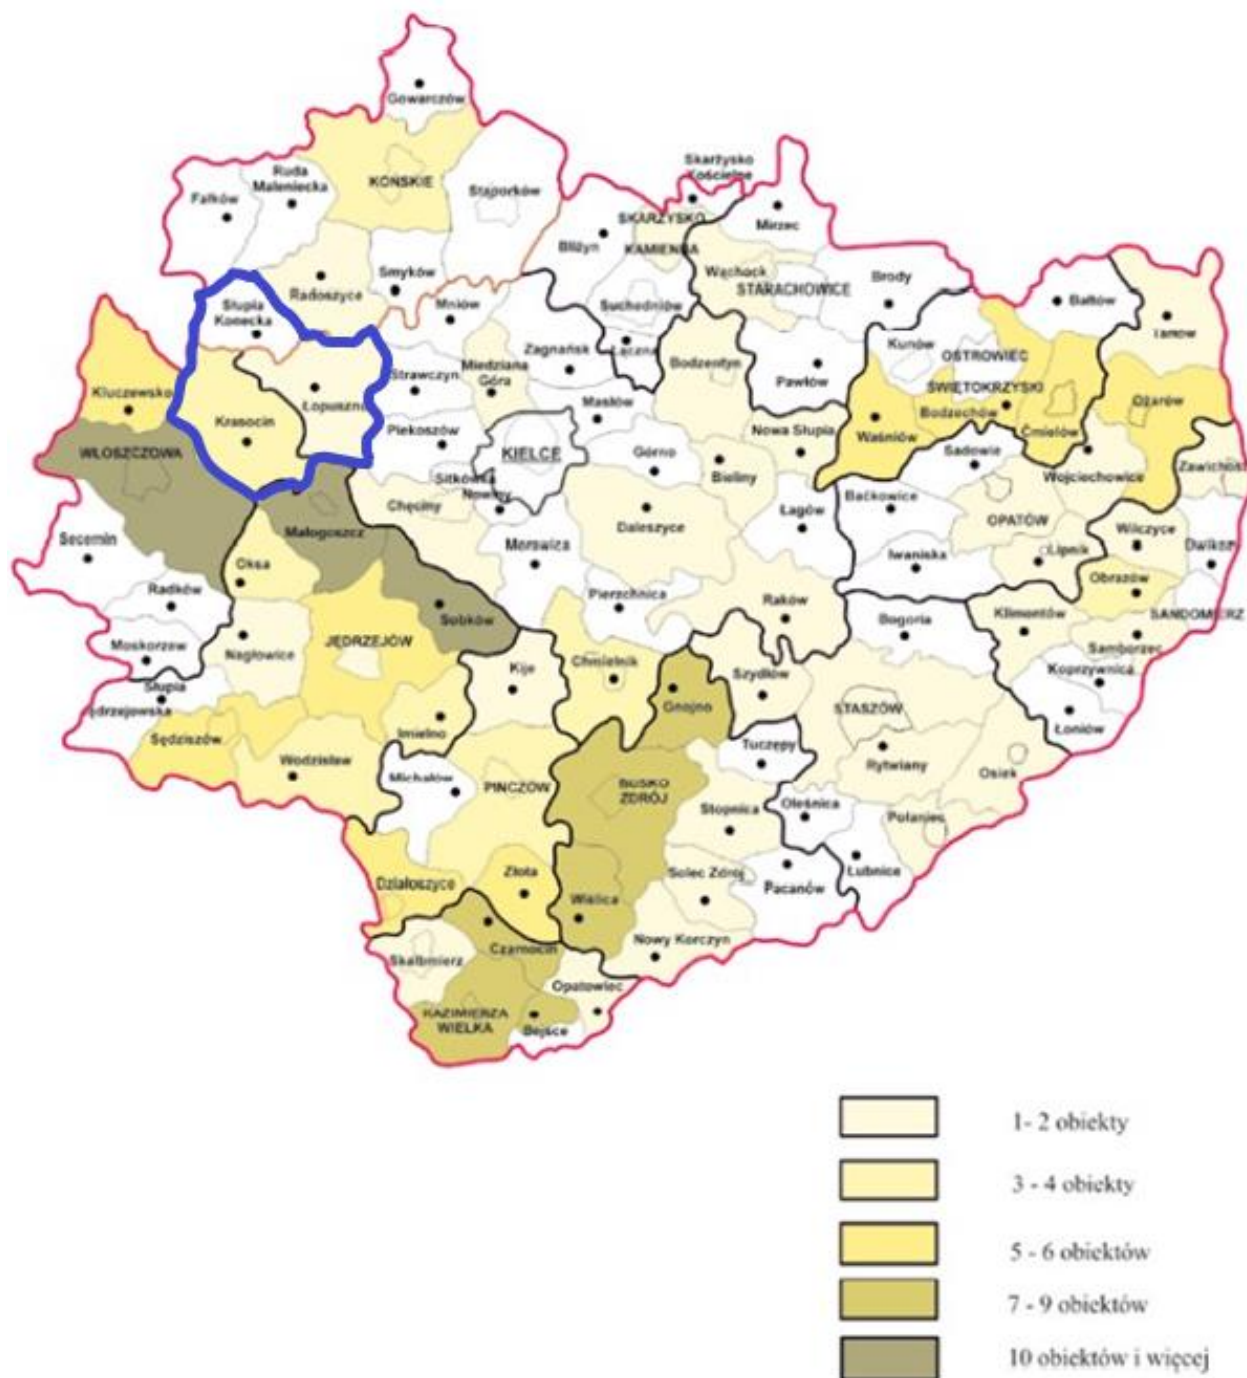 Gowarczów
Ruda
Maleniecka
KOŃSKIE
Stąporków
Fałków
Skarżysko
Kościelne
SKARŻYSKO
KAMIENNA
Mirzec
Bliżyn
Wąchock
STARACHOWICE
Brody
Radoszyce
Smyków
Suchedniów
Słupia
Konecka
Mniów
Łączna
Bałtów
Tarłów
Kunów
OSTROWIEC
ŚWIĘTOKRZYSKI
Zagnańsk
Bodzentyn
Miedziana
Góra
Strawczyn
Pawłów
Kluczewsko
Łopuszno
Masłów
Bodzechów
Ożarów
Krasocin
Piekoszów
KIELCE
Górno
Nowa Słupia
Waśniów
Ćmielów
WŁOSZCZOWA
Sitkówka
Nowiny
Bieliny
Sadowie
Wojciechowice
Zawichost
Małogoszcz
Chęciny
Daleszyce
Łagów
Baćkowice
OPATÓW
Wilczyce
Dwikozy
Secemin
Oksa
Morawica
Iwaniska
Lipnik
Obrazów
Radków
Sobków
Pierzchnica
Raków
Bogoria
Klimontów
SANDOMIERZ
Moskorzew
Nagłowice
JĘDRZEJÓW
Kije
Chmielnik
Szydłów
Samborzec
Koprzywnica
Słupia
Jędrzejowska
Gnojno
STASZÓW
Łoniów
Sędziszów
Imielno
Wodzisław
Tuczępy
Rytwiany
Osiek
Michałów
PIŃCZÓW
BUSKO
ZDRÓJ
Stopnica
Oleśnica
Połaniec
Działoszyce
Złota
Solec Zdrój
Pacanów
Łubnice
Wiślica
Skalbmierz
Czarnocin
Nowy Korczyn
Opatowiec
KAZIMIERZA
WIELKA
Bejsce
1- 2 obiekty
3 - 4 obiekty
5 - 6 obiektów
7 - 9 obiektów
10 obiektów i więcej